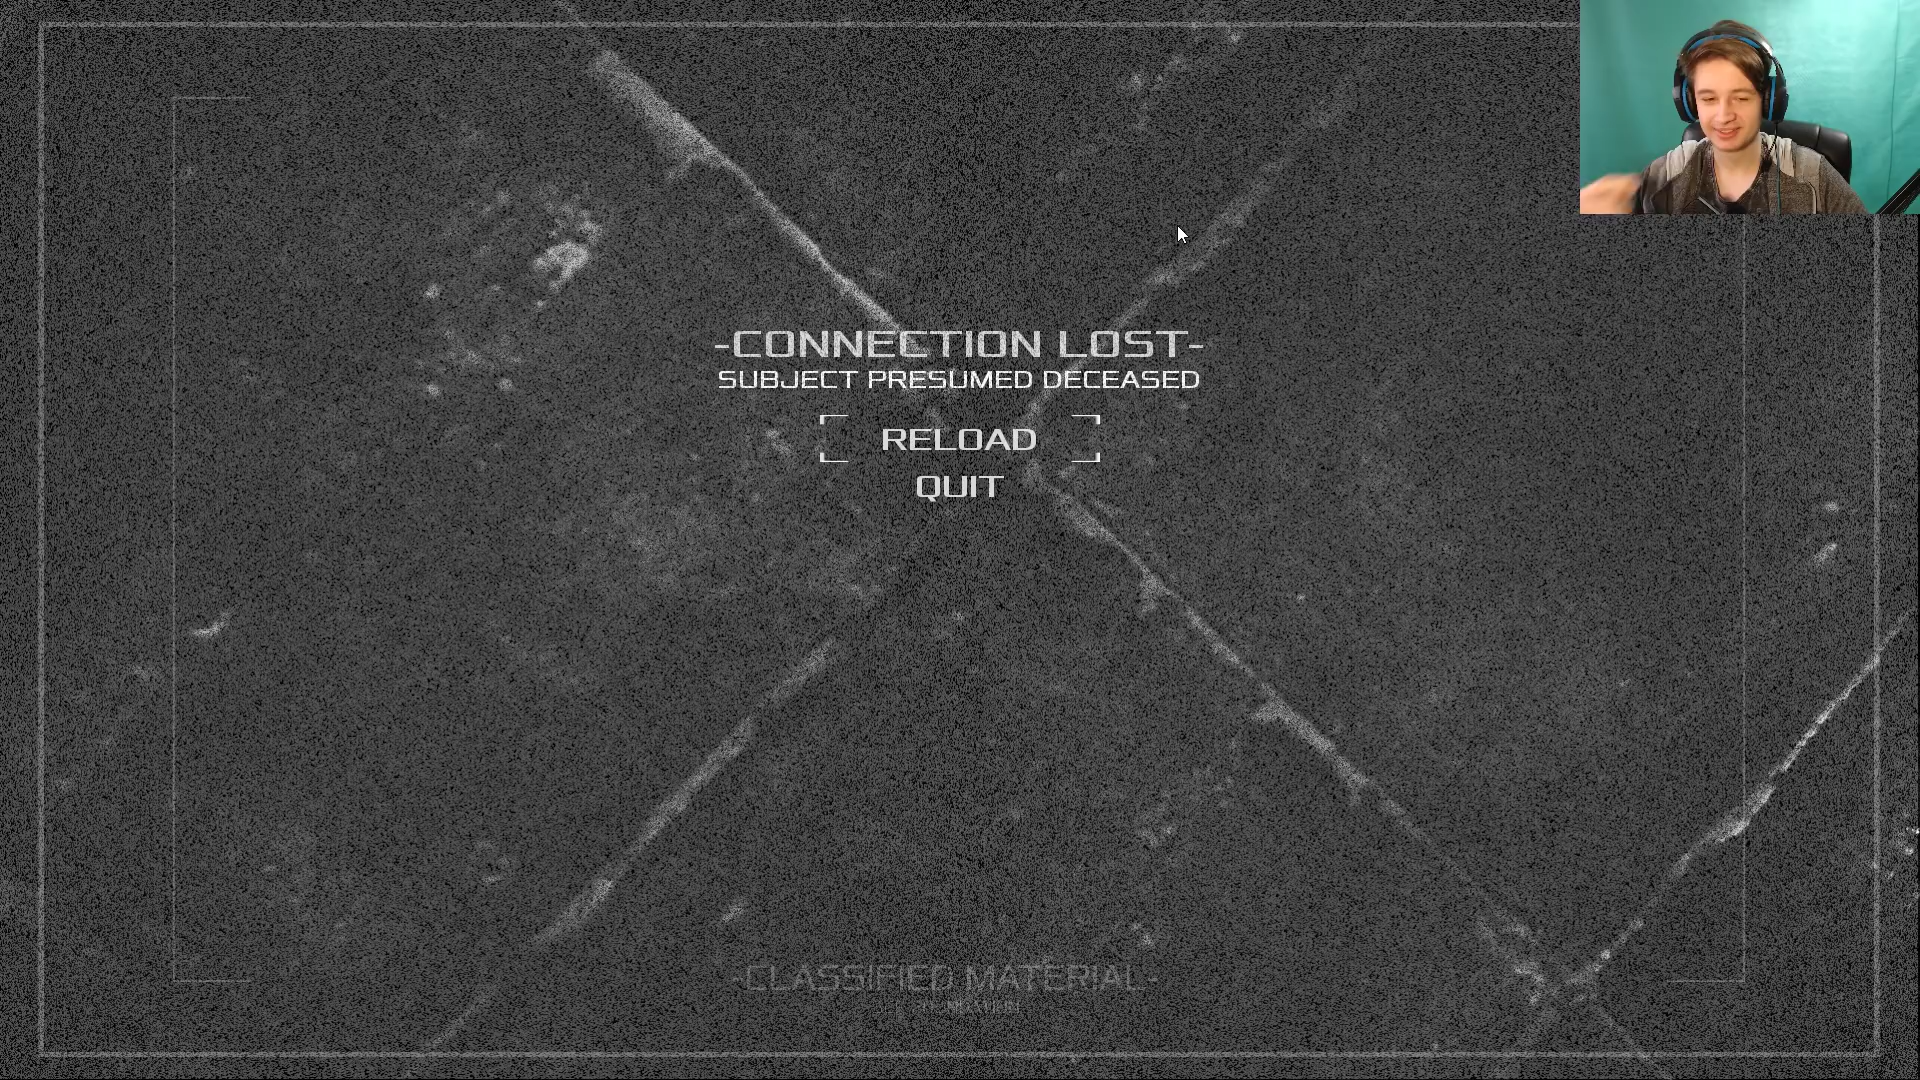 -CONNECTION LOST-
SUBJECT PRESUMED DECEASED
RELOAD
QUIT
-CLASSIFIED MATERIAL-